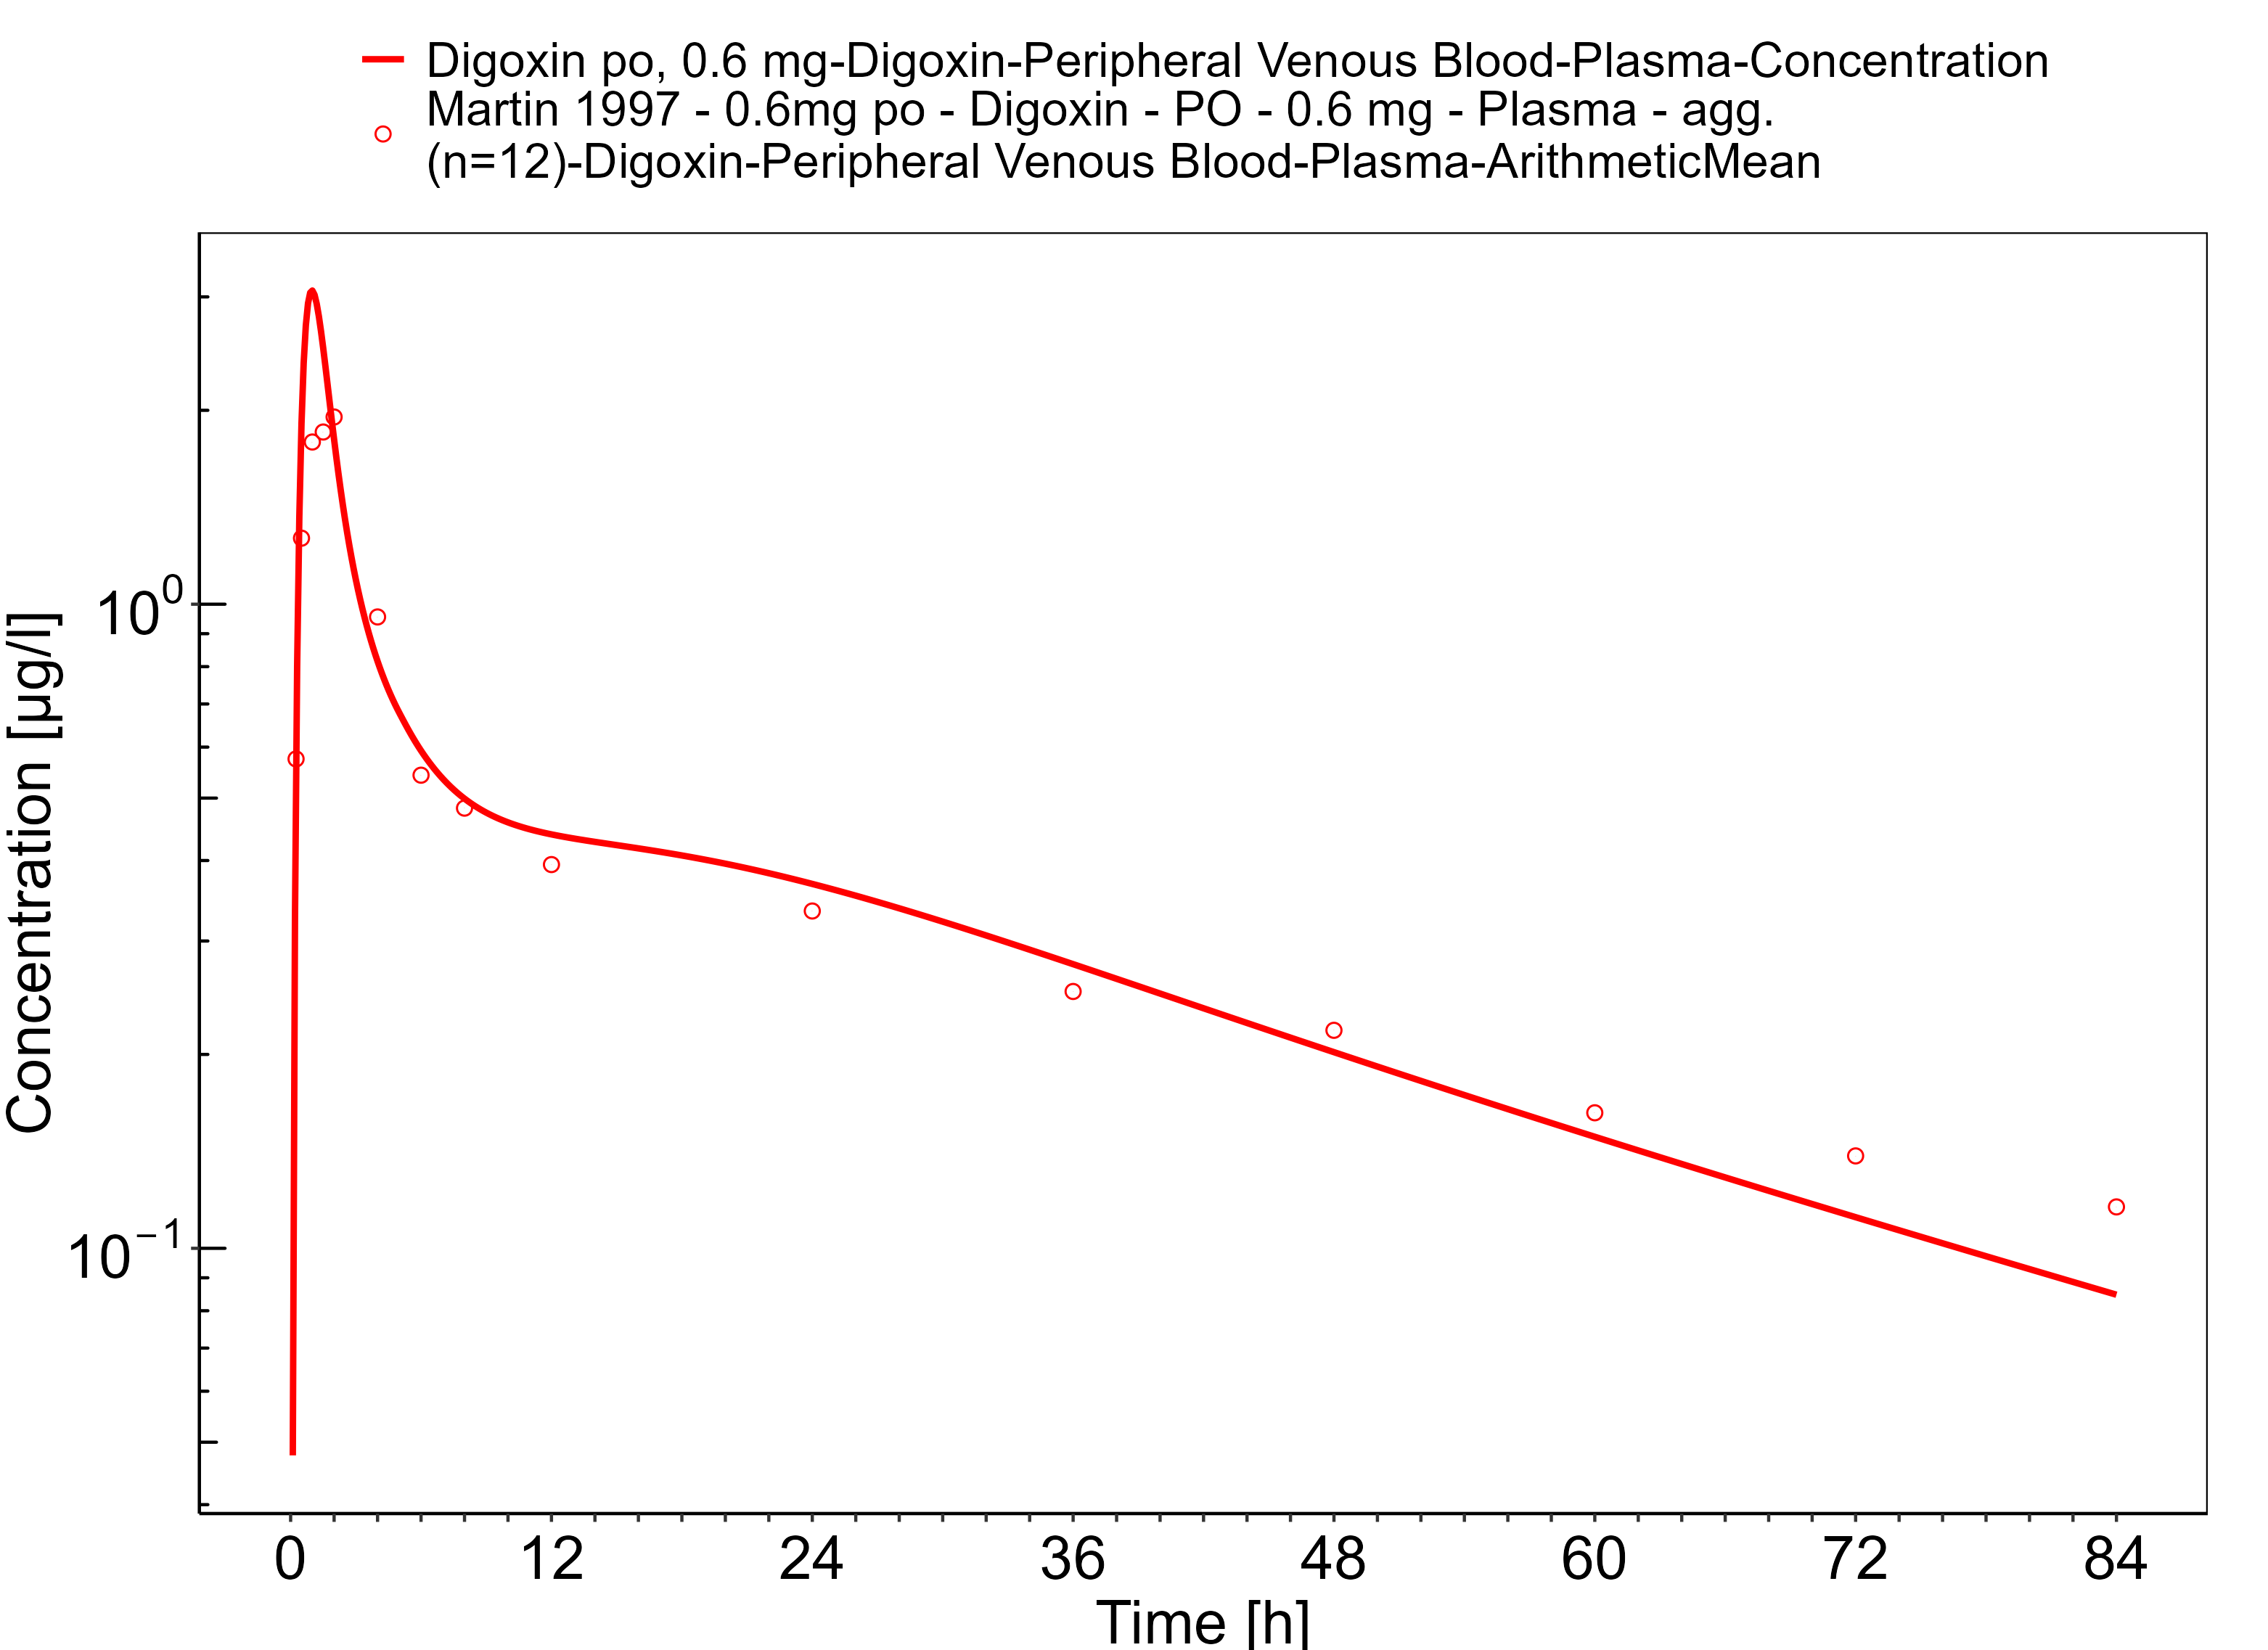 Digoxin po, 0.6 mg-Digoxin-Peripheral Venous Blood-Plasma-Concentration
Martin 1997 - 0.6mg po - Digoxin - PO - 0.6 mg - Plasma - agg.
(n=12)-Digoxin-Peripheral Venous Blood-Plasma-ArithmeticMean
Concentration [µg/l]
10⁰
10⁻¹
0 12 24 36 48 60 72 84
Time [h]